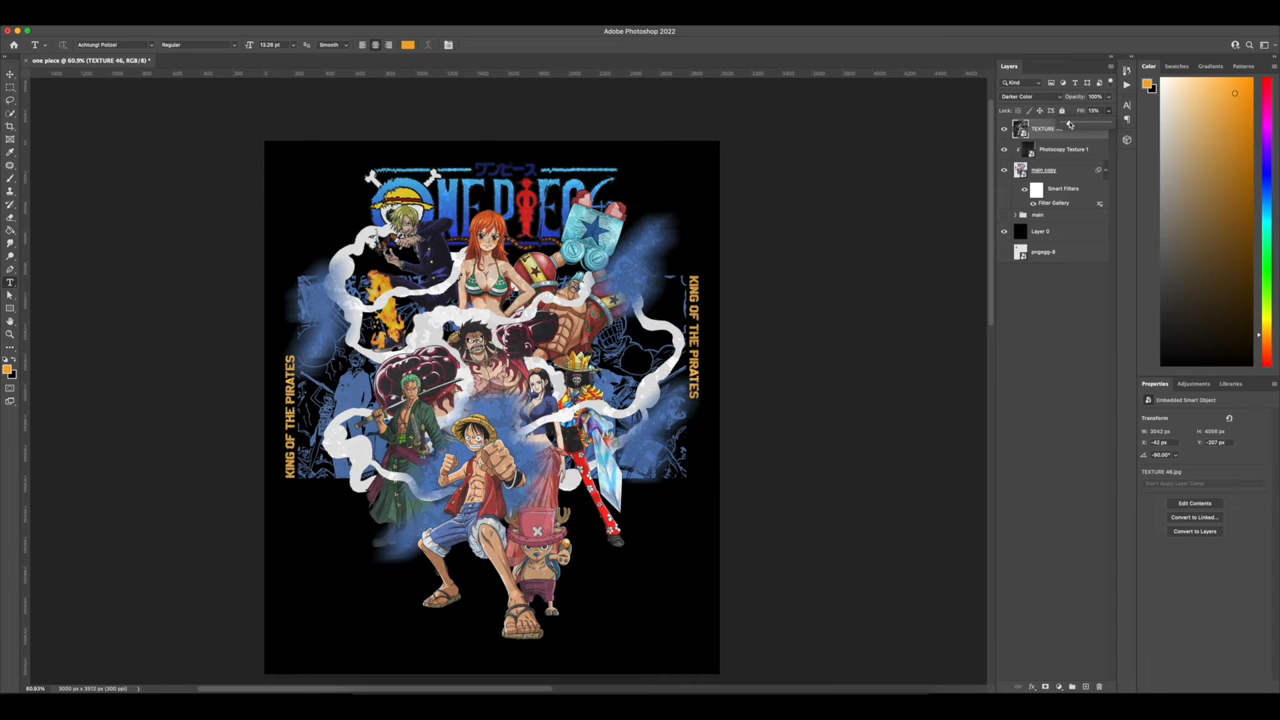 Adobe Photoshop 2022
Achtung! Polizei
Regular
13.26 pt
Smooth
one piece @ 60.9% (TEXTURE 46, RGB/8) *
Layers
Kind
Darker Color
Opacity: 100%
Lock:
Fill: 13%
TEXTURE
Photocopy Texture 1
main copy
Smart Filters
Filter Gallery
main
Layer 0
pngegg-8
Color
Swatches
Gradients
Patterns
Properties
Adjustments
Libraries
Embedded Smart Object
Transform
W: 3042 px
H: 4066 px
X: -42 px
Y: -207 px
-90.00°
TEXTURE 46.jpg
Don't Apply Layer Comp
Edit Contents
Convert to Linked...
Convert to Layers
ワンピース
ONE PIECE
KING OF THE PIRATES
KING OF THE PIRATES
60.93%
3000 px x 3512 px (300 ppi)